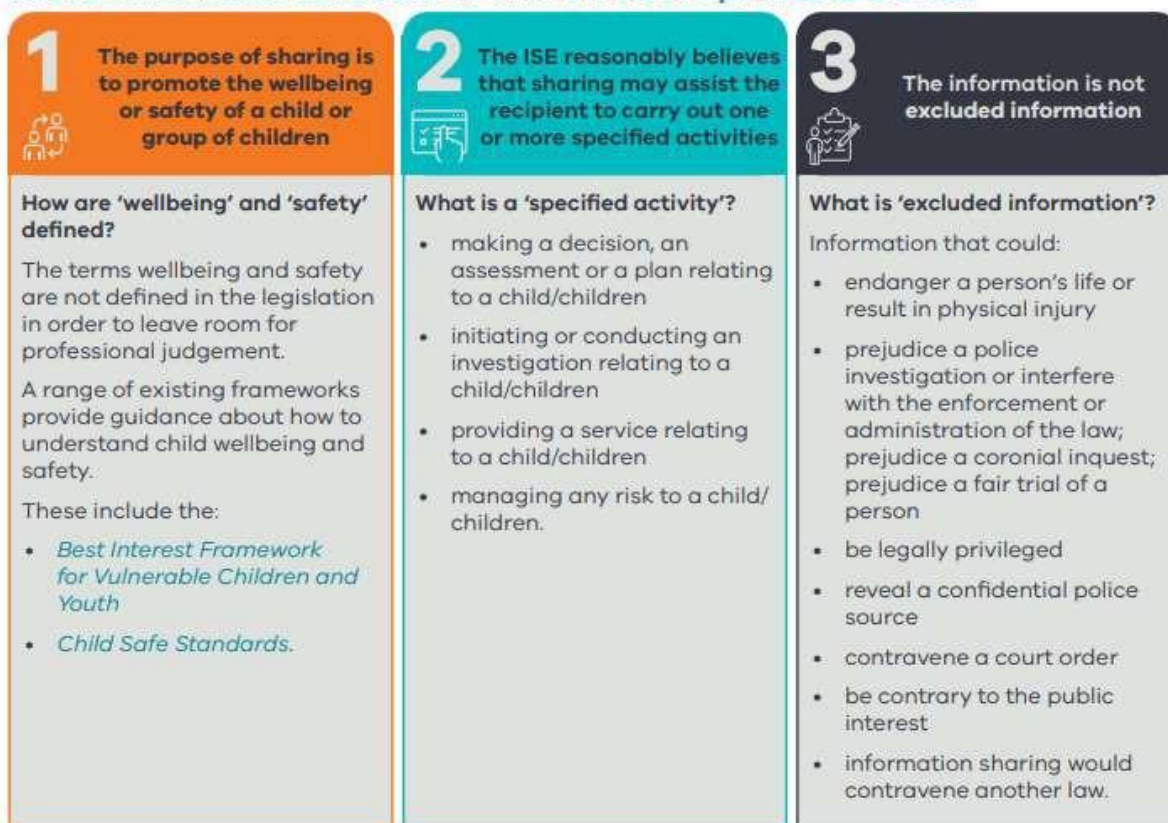 1
The purpose of sharing is
to promote the wellbeing
or safety of a child or
group of children
How are ‘wellbeing’ and ‘safety’
defined?
The terms wellbeing and safety
are not defined in the legislation
in order to leave room for
professional judgement.
A range of existing frameworks
provide guidance about how to
understand child wellbeing and
safety.
These include the:
• Best Interest Framework
for Vulnerable Children and
Youth
• Child Safe Standards.
2
The ISE reasonably believes
that sharing may assist the
recipient to carry out one
or more specified activities
What is a ‘specified activity’?
• making a decision, an
assessment or a plan relating
to a child/children
• initiating or conducting an
investigation relating to a
child/children
• providing a service relating
to a child/children
• managing any risk to a child/
children.
3
The information is not
excluded information
What is ‘excluded information’?
Information that could:
• endanger a person’s life or
result in physical injury
• prejudice a police
investigation or interfere
with the enforcement or
administration of the law;
prejudice a coronial inquest;
prejudice a fair trial of a
person
• be legally privileged
• reveal a confidential police
source
• contravene a court order
• be contrary to the public
interest
• information sharing would
contravene another law.